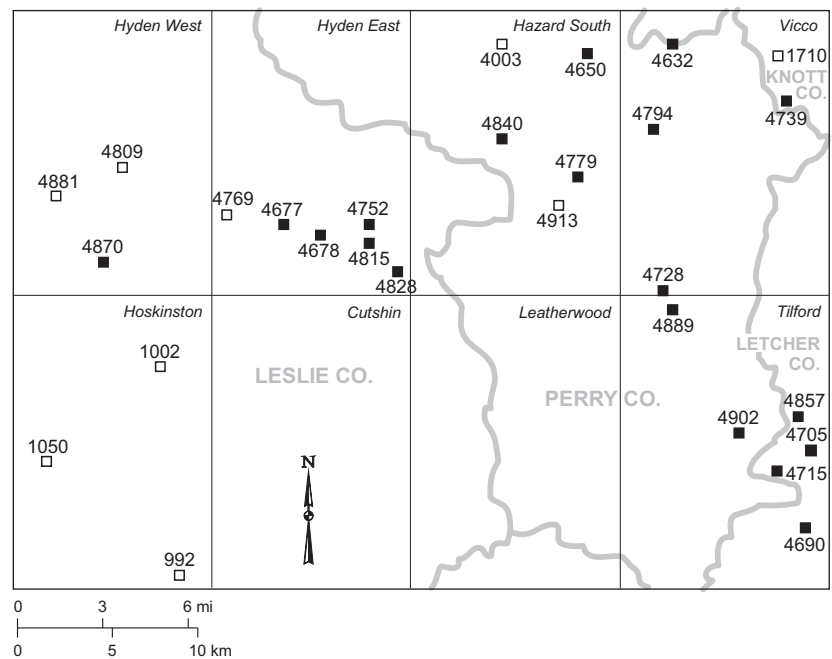 Hyden West
Hyden East
Hazard South
Vicco
4003
4650
4632
1710
KNOTT
CO.
4739
4794
4840
4809
4779
4881
4769
4677
4752
4913
4678
4815
4870
4828
4728
Hoskinston
Cutshin
Leatherwood
Tilford
4889
1002
LETCHER
CO.
LESLIE CO.
PERRY CO.
4857
4902
4705
1050
4715
N
4690
992
0 3 6 mi
0 5 10 km